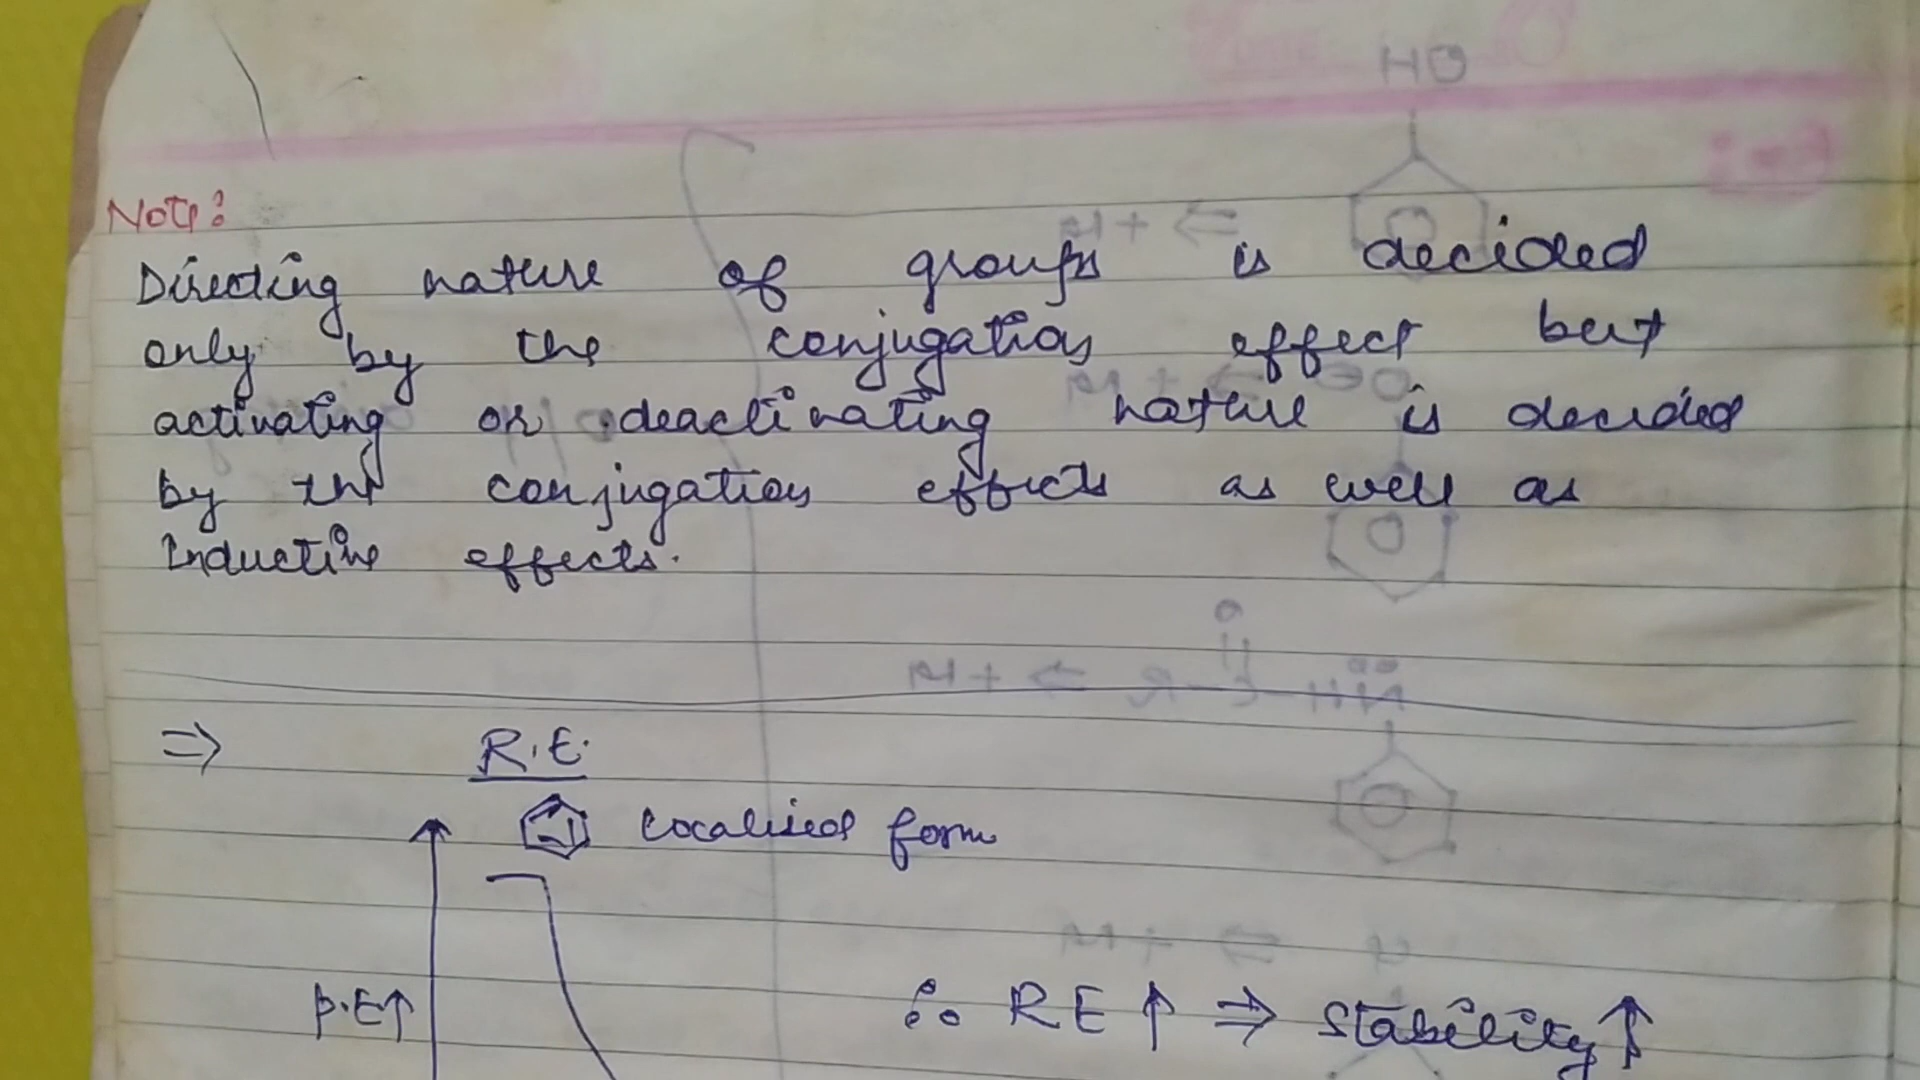 Note:
Directing nature of groups is decided
only by the conjugation effect but
activating or deactivating nature is decided
by the conjugation effects as well as
Inductive effects.
⇒ R.E.
localised form
P.E↑
∴ RE ↑ ⇒ stability ↑